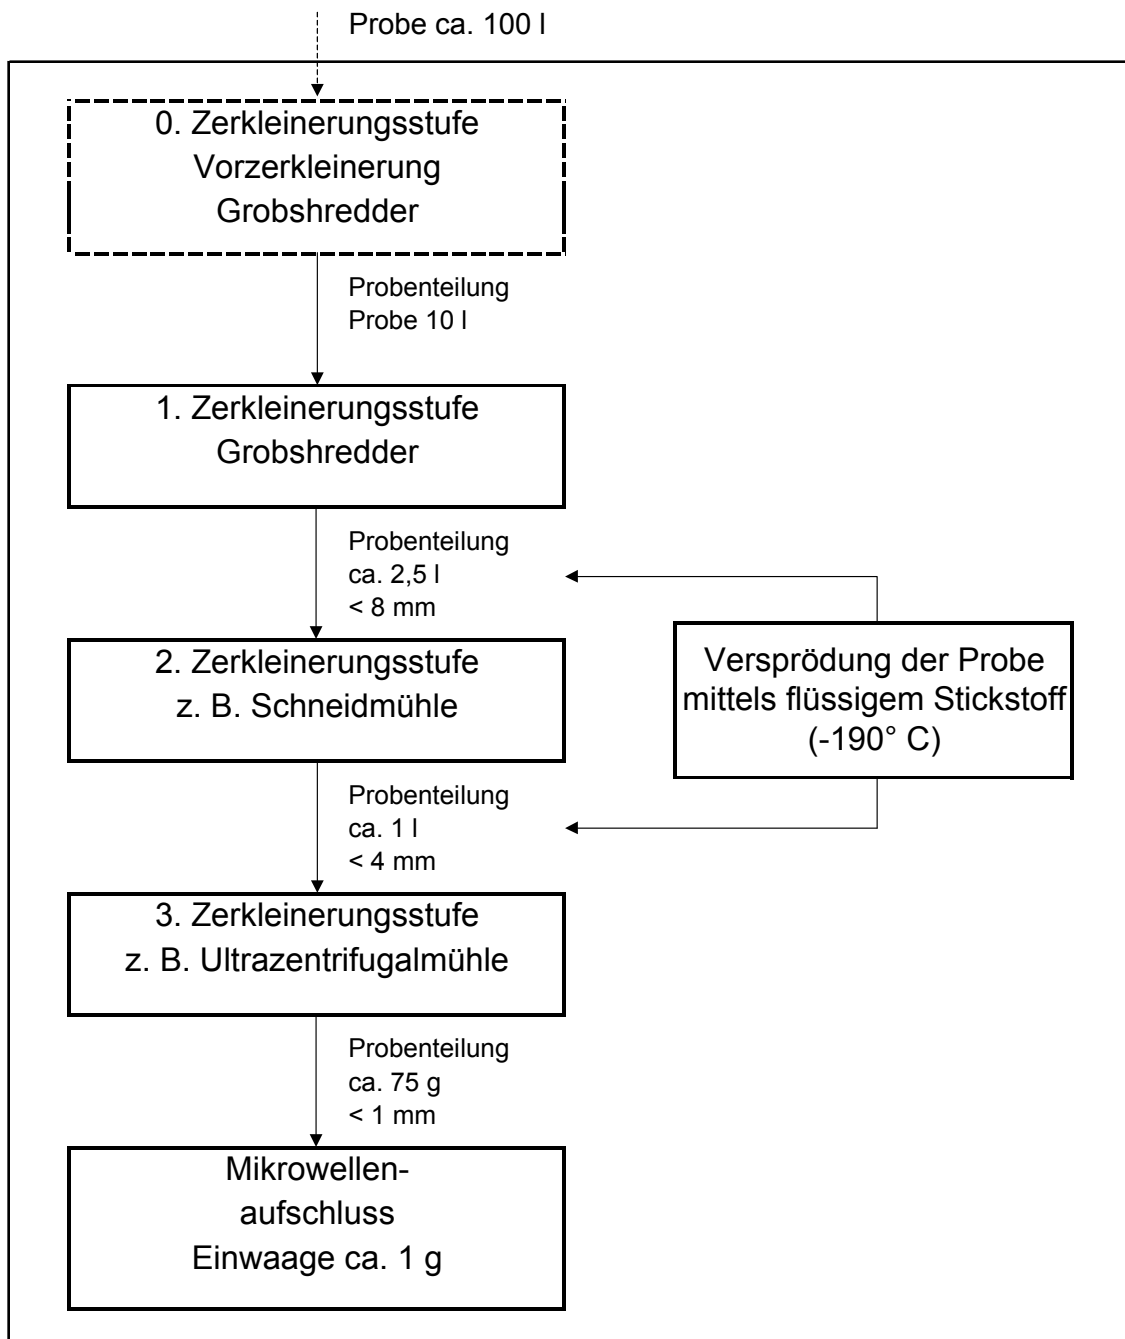 Probe ca. 100 l
0. Zerkleinerungsstufe
Vorzerkleinerung
Grobshredder
Probenteilung
Probe 10 l
1. Zerkleinerungsstufe
Grobshredder
Probenteilung
ca. 2,5 l
< 8 mm
2. Zerkleinerungsstufe
z. B. Schneidmühle
Versprödung der Probe
mittels flüssigem Stickstoff
(-190° C)
Probenteilung
ca. 1 l
< 4 mm
3. Zerkleinerungsstufe
z. B. Ultrazentrifugalmühle
Probenteilung
ca. 75 g
< 1 mm
Mikrowellen-
aufschluss
Einwaage ca. 1 g